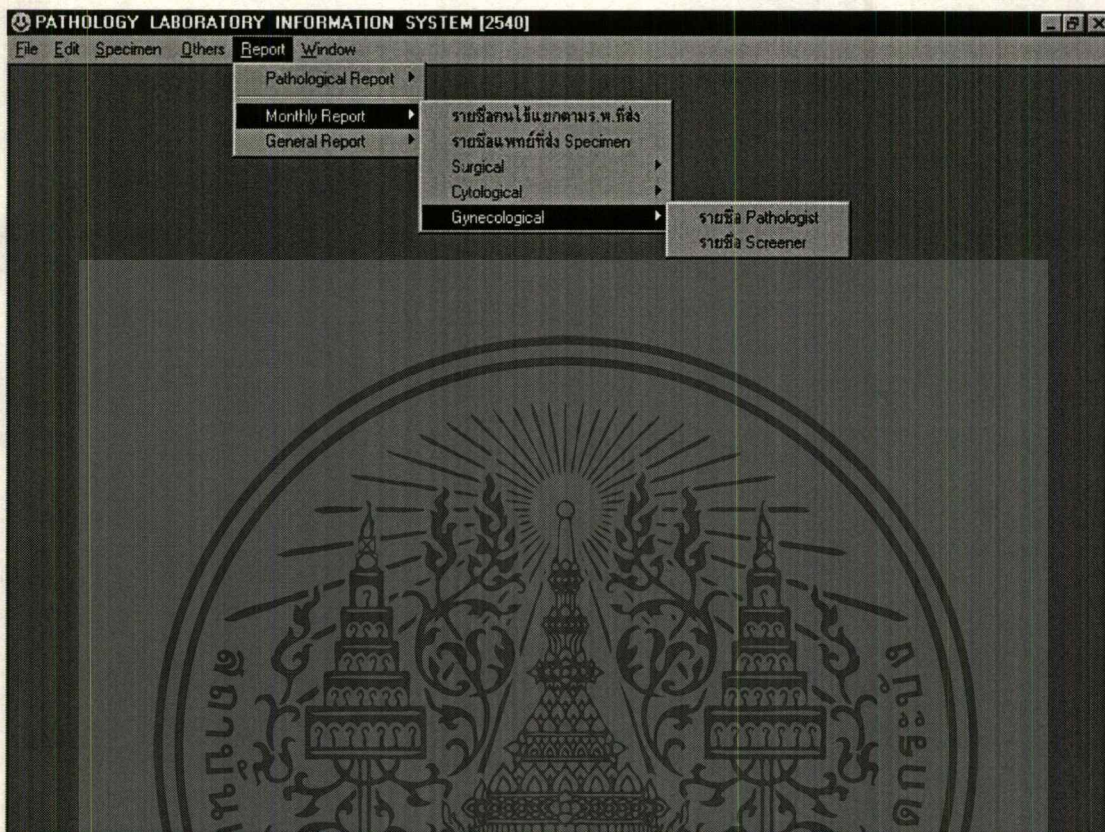 PATHOLOGY LABORATORY INFORMATION SYSTEM [2540]
File Edit Specimen Others Report Window
Pathological Report
Monthly Report
General Report
รายชื่อคนไข้แยกตามร.พ.ที่ส่ง
รายชื่อแพทย์ที่ส่ง Specimen
Surgical
Cytological
Gynecological
รายชื่อ Pathologist
รายชื่อ Screener